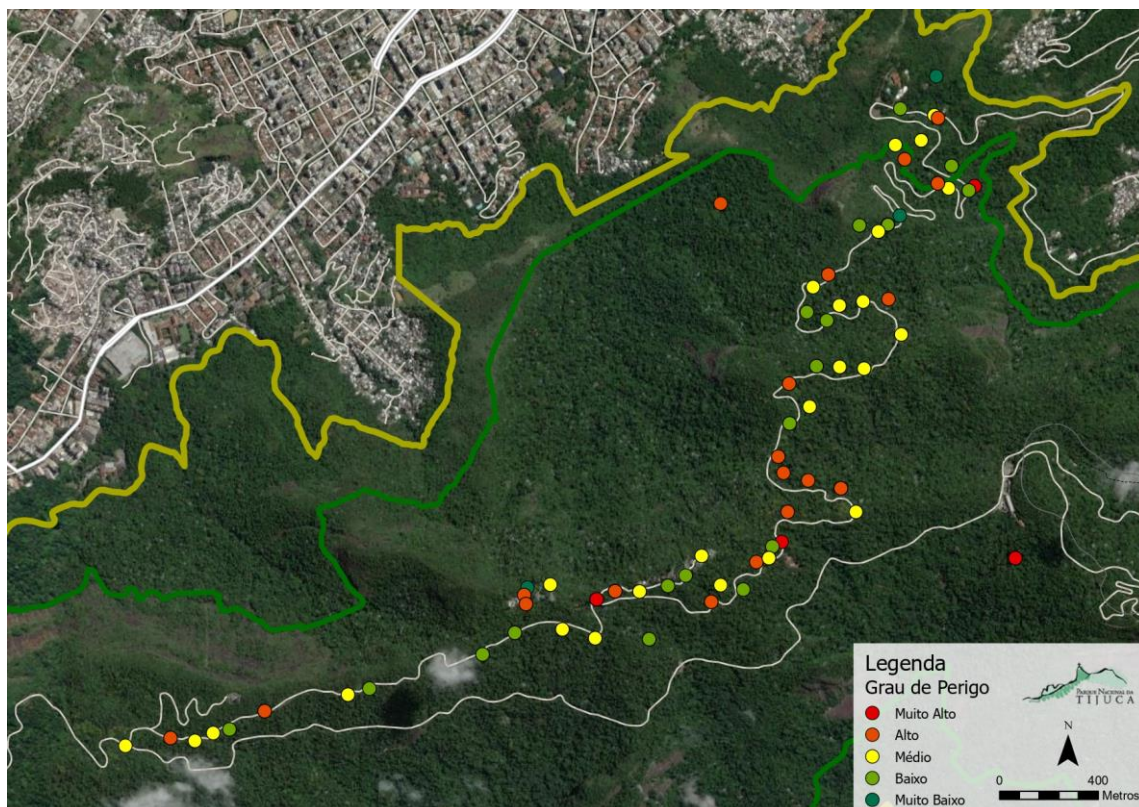 Legenda
Grau de Perigo
PARQUE NACIONAL DA
TIJUCA
Muito Alto
Alto
Médio
Baixo
Muito Baixo
N
0 400
Metros